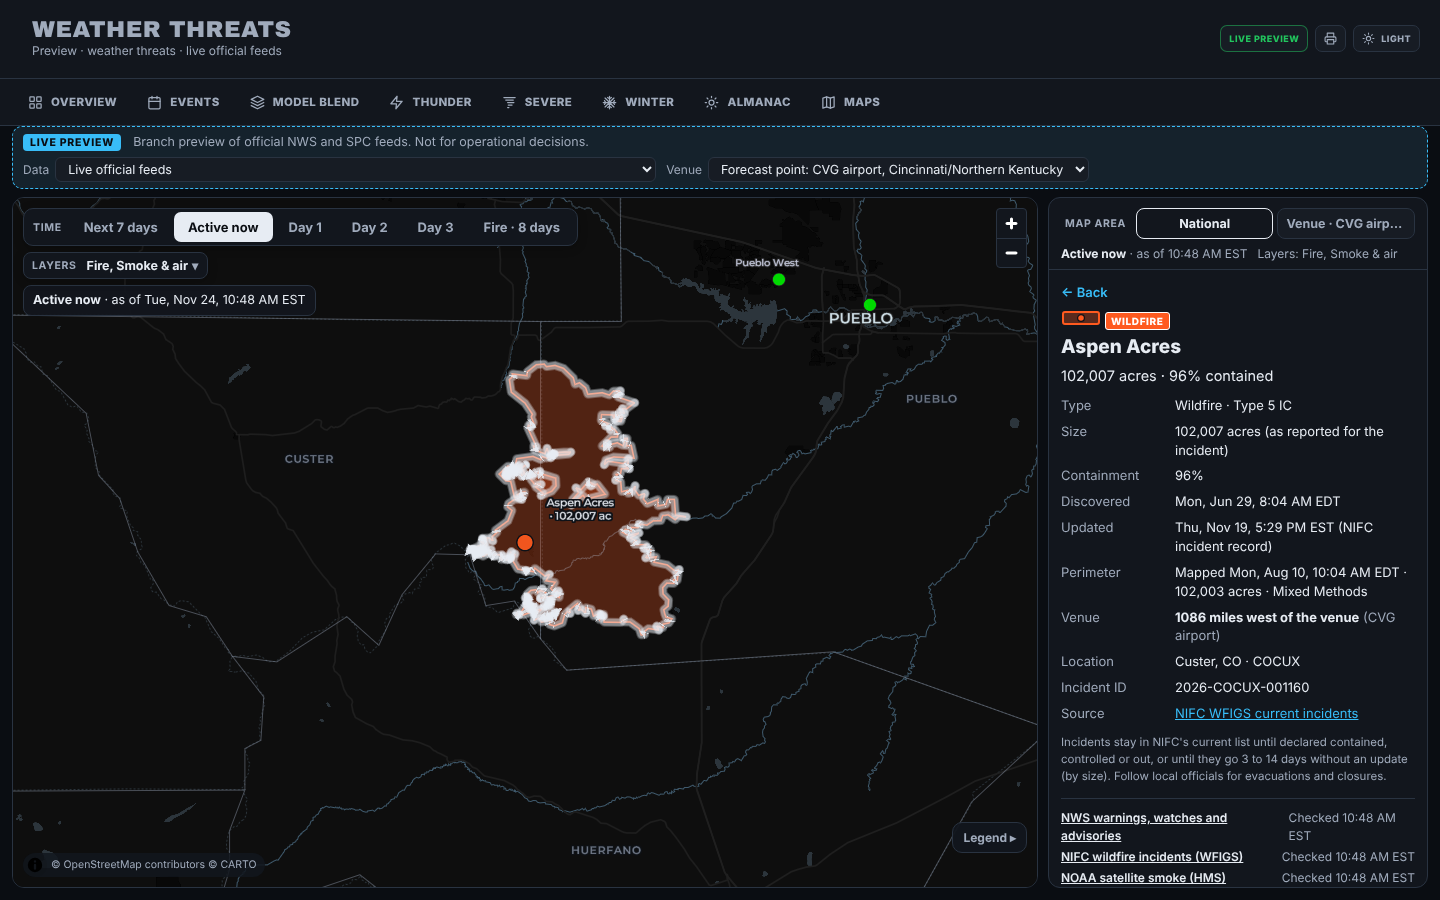 WEATHER THREATS
Preview · weather threats · live official feeds
LIVE PREVIEW
LIGHT
OVERVIEW
EVENTS
MODEL BLEND
THUNDER
SEVERE
WINTER
ALMANAC
MAPS
LIVE PREVIEW Branch preview of official NWS and SPC feeds. Not for operational decisions.
Data Live official feeds Venue Forecast point: CVG airport, Cincinnati/Northern Kentucky
TIME Next 7 days Active now Day 1 Day 2 Day 3 Fire · 8 days
LAYERS Fire, Smoke & air ▾
Active now · as of Tue, Nov 24, 10:48 AM EST
+
−
Pueblo West
PUEBLO
PUEBLO
CUSTER
Aspen Acres
· 102,007 ac
HUERFANO
Legend ▸
© OpenStreetMap contributors © CARTO
MAP AREA National Venue · CVG airp...
Active now · as of 10:48 AM EST Layers: Fire, Smoke & air
← Back
WILDFIRE
Aspen Acres
102,007 acres · 96% contained
Type Wildfire · Type 5 IC
Size 102,007 acres (as reported for the
incident)
Containment 96%
Discovered Mon, Jun 29, 8:04 AM EDT
Updated Thu, Nov 19, 5:29 PM EST (NIFC
incident record)
Perimeter Mapped Mon, Aug 10, 10:04 AM EDT ·
102,003 acres · Mixed Methods
Venue 1086 miles west of the venue (CVG
airport)
Location Custer, CO · COCUX
Incident ID 2026-COCUX-001160
Source NIFC WFIGS current incidents
Incidents stay in NIFC's current list until declared contained,
controlled or out, or until they go 3 to 14 days without an update
(by size). Follow local officials for evacuations and closures.
NWS warnings, watches and
advisories
Checked 10:48 AM
EST
NIFC wildfire incidents (WFIGS) Checked 10:48 AM EST
NOAA satellite smoke (HMS) Checked 10:48 AM EST